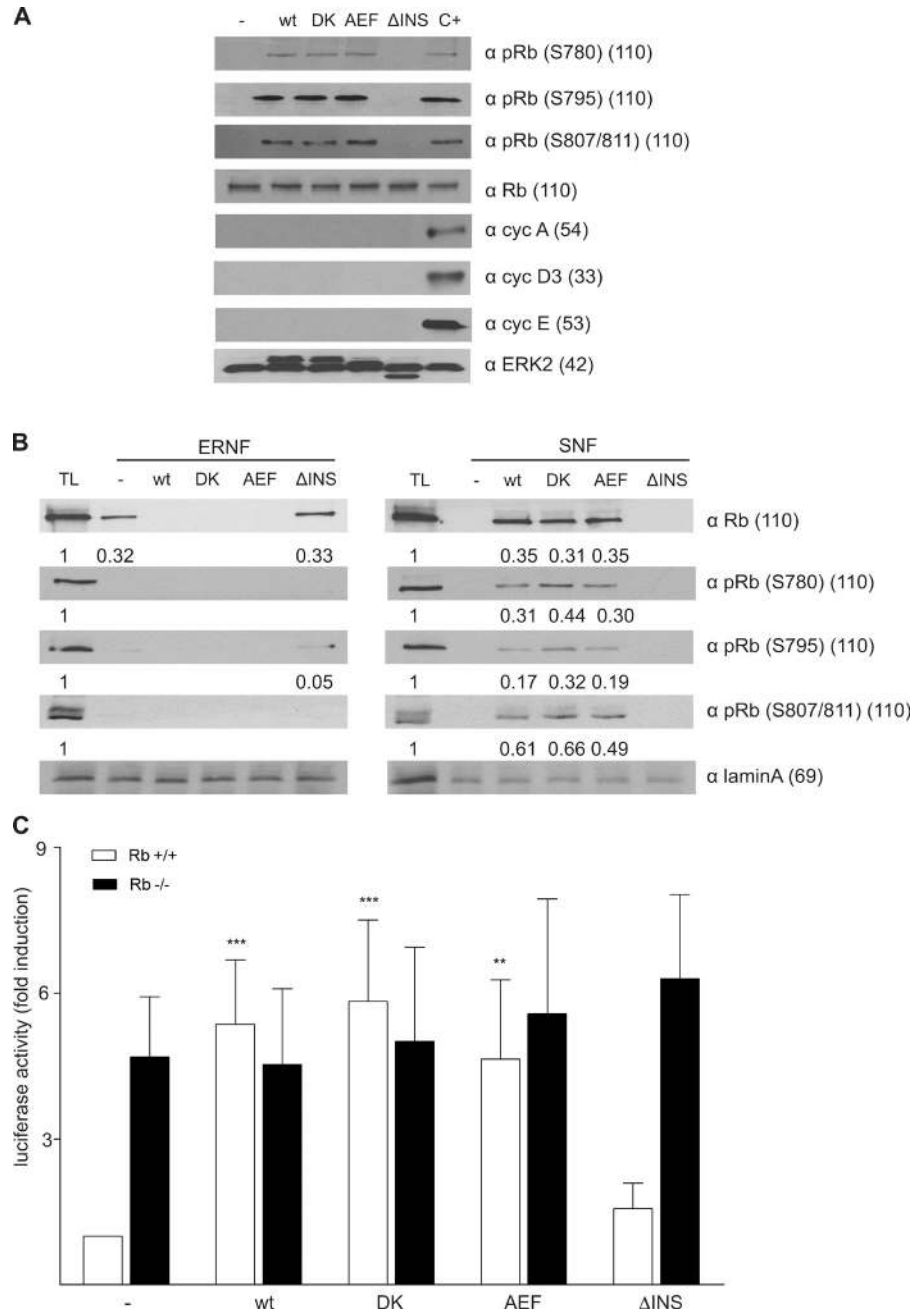 A
- wt DK AEF ΔINS C+
α pRb (S780) (110)
α pRb (S795) (110)
α pRb (S807/811) (110)
α Rb (110)
α cyc A (54)
α cyc D3 (33)
α cyc E (53)
α ERK2 (42)
B
ERNF SNF
TL - wt DK AEF ΔINS TL - wt DK AEF ΔINS
α Rb (110)
1 0.32 0.33 1 0.35 0.31 0.35
α pRb (S780) (110)
1 1 0.31 0.44 0.30
α pRb (S795) (110)
1 0.05 1 0.17 0.32 0.19
α pRb (S807/811) (110)
1 1 0.61 0.66 0.49
α laminA (69)
C
9
Rb +/+
Rb -/-
luciferase activity (fold induction)
*** *** **
6
3
- wt DK AEF ΔINS